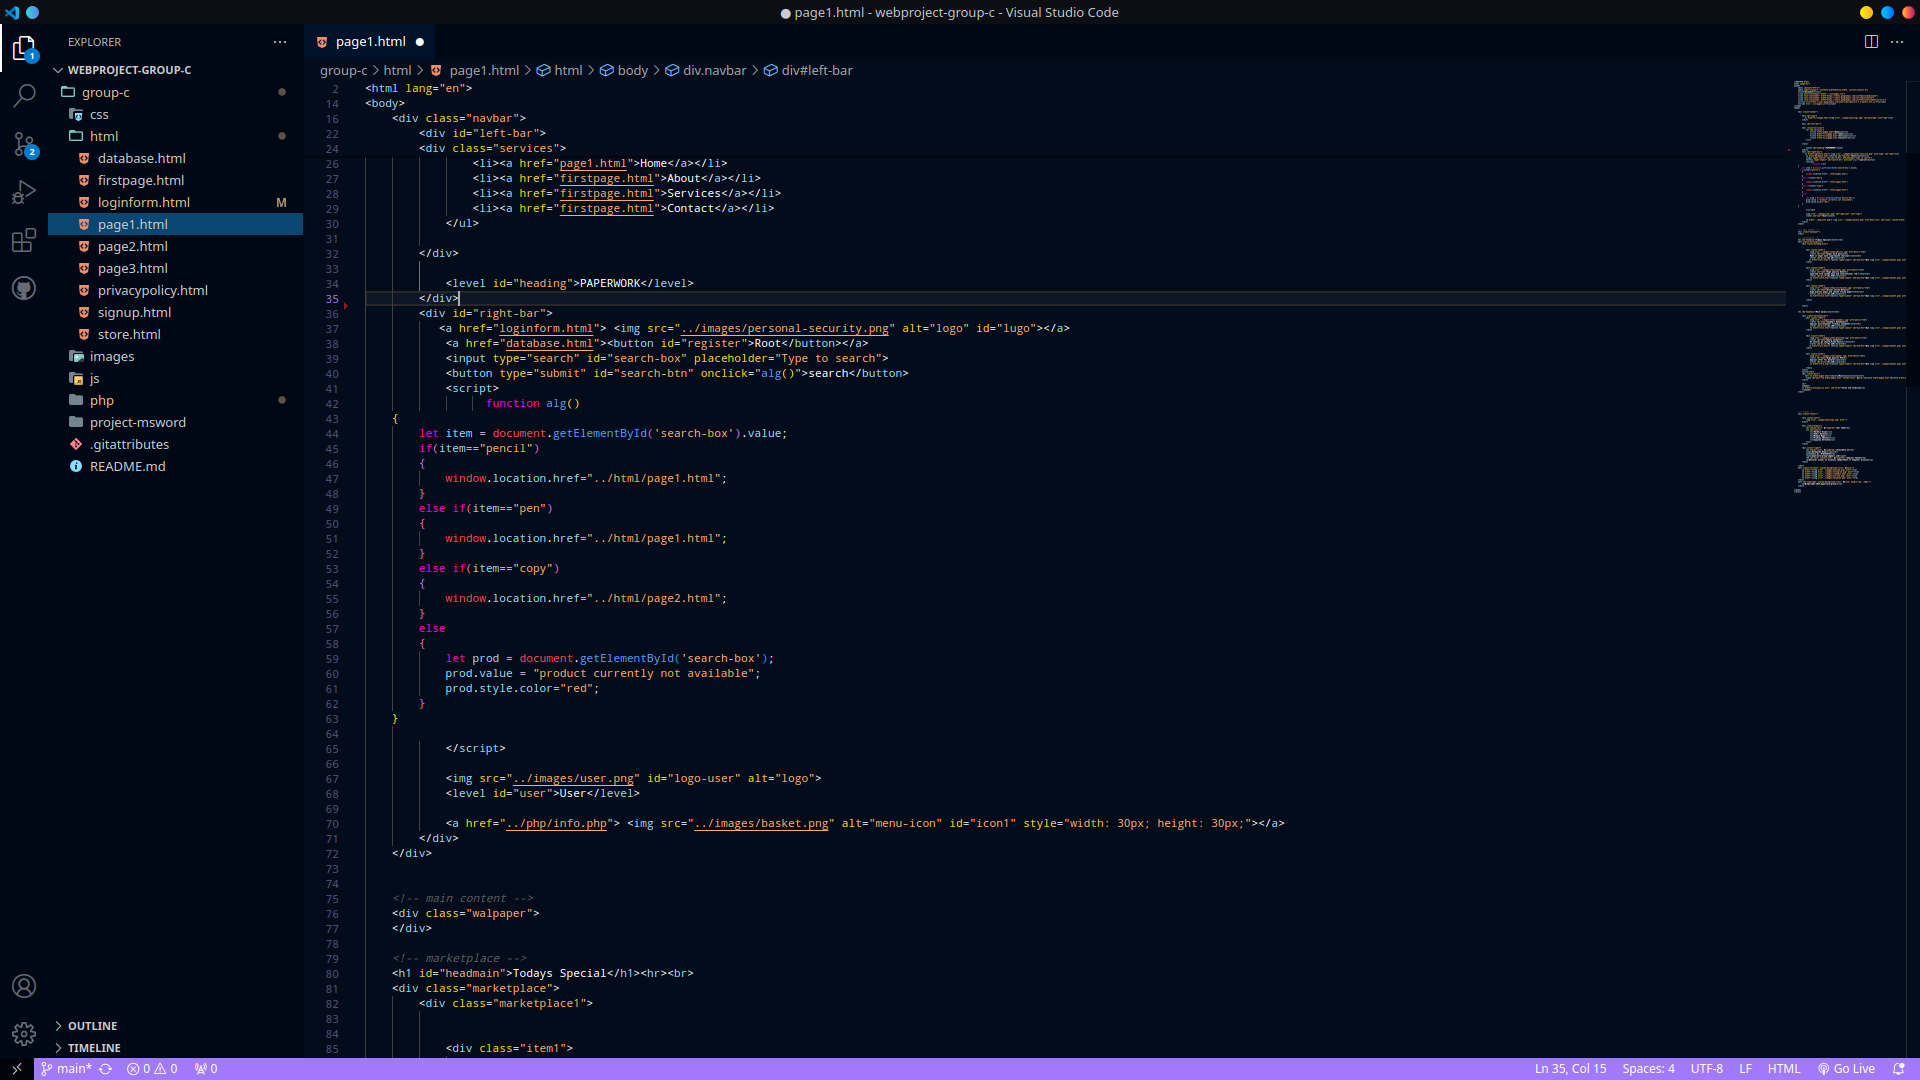 page1.html - webproject-group-c - Visual Studio Code
EXPLORER
WEBPROJECT-GROUP-C
group-c
css
html
database.html
firstpage.html
loginform.html M
page1.html
page2.html
page3.html
privacypolicy.html
signup.html
store.html
images
js
php
project-msword
.gitattributes
README.md
OUTLINE
TIMELINE
1
2
page1.html
group-c > html > page1.html > html > body > div.navbar > div#left-bar
2 <html lang="en">
14 <body>
16 <div class="navbar">
22 <div id="left-bar">
24 <div class="services">
26 <li><a href="page1.html">Home</a></li>
27 <li><a href="firstpage.html">About</a></li>
28 <li><a href="firstpage.html">Services</a></li>
29 <li><a href="firstpage.html">Contact</a></li>
30 </ul>
31
32 </div>
33
34 <level id="heading">PAPERWORK</level>
35 </div>
36 <div id="right-bar">
37 <a href="loginform.html"> <img src="../images/personal-security.png" alt="logo" id="lugo"></a>
38 <a href="database.html"><button id="register">Root</button></a>
39 <input type="search" id="search-box" placeholder="Type to search">
40 <button type="submit" id="search-btn" onclick="alg()">search</button>
41 <script>
42 function alg()
43 {
44 let item = document.getElementById('search-box').value;
45 if(item=="pencil")
46 {
47 window.location.href="../html/page1.html";
48 }
49 else if(item=="pen")
50 {
51 window.location.href="../html/page1.html";
52 }
53 else if(item=="copy")
54 {
55 window.location.href="../html/page2.html";
56 }
57 else
58 {
59 let prod = document.getElementById('search-box');
60 prod.value = "product currently not available";
61 prod.style.color="red";
62 }
63 }
64
65 </script>
66
67 <img src="../images/user.png" id="logo-user" alt="logo">
68 <level id="user">User</level>
69
70 <a href="../php/info.php"> <img src="../images/basket.png" alt="menu-icon" id="icon1" style="width: 30px; height: 30px;"></a>
71 </div>
72 </div>
73
74
75 <!-- main content -->
76 <div class="walpaper">
77 </div>
78
79 <!-- marketplace -->
80 <h1 id="headmain">Todays Special</h1><hr><br>
81 <div class="marketplace">
82 <div class="marketplace1">
83
84
85 <div class="item1">
main* 0 0 0 Ln 35, Col 15 Spaces: 4 UTF-8 LF HTML Go Live